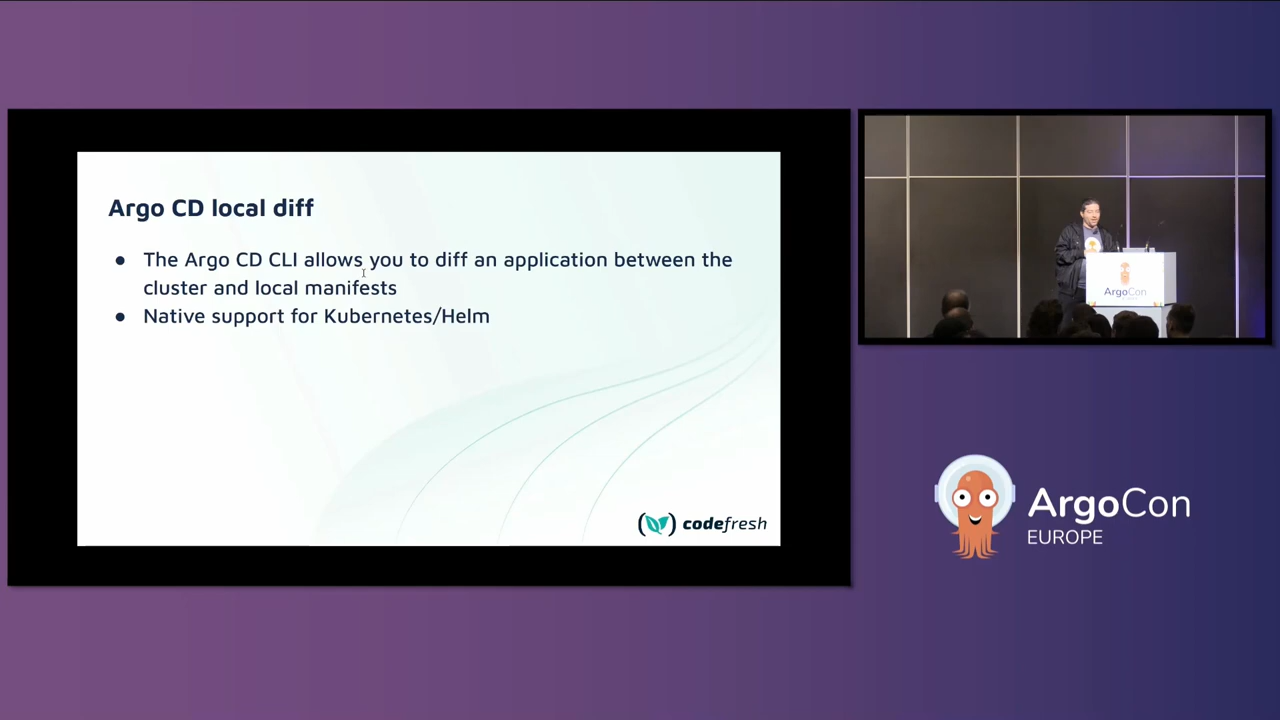 Argo CD local diff
● The Argo CD CLI allows you to diff an application between the
cluster and local manifests
● Native support for Kubernetes/Helm
codefresh
ArgoCon
ArgoCon
EUROPE